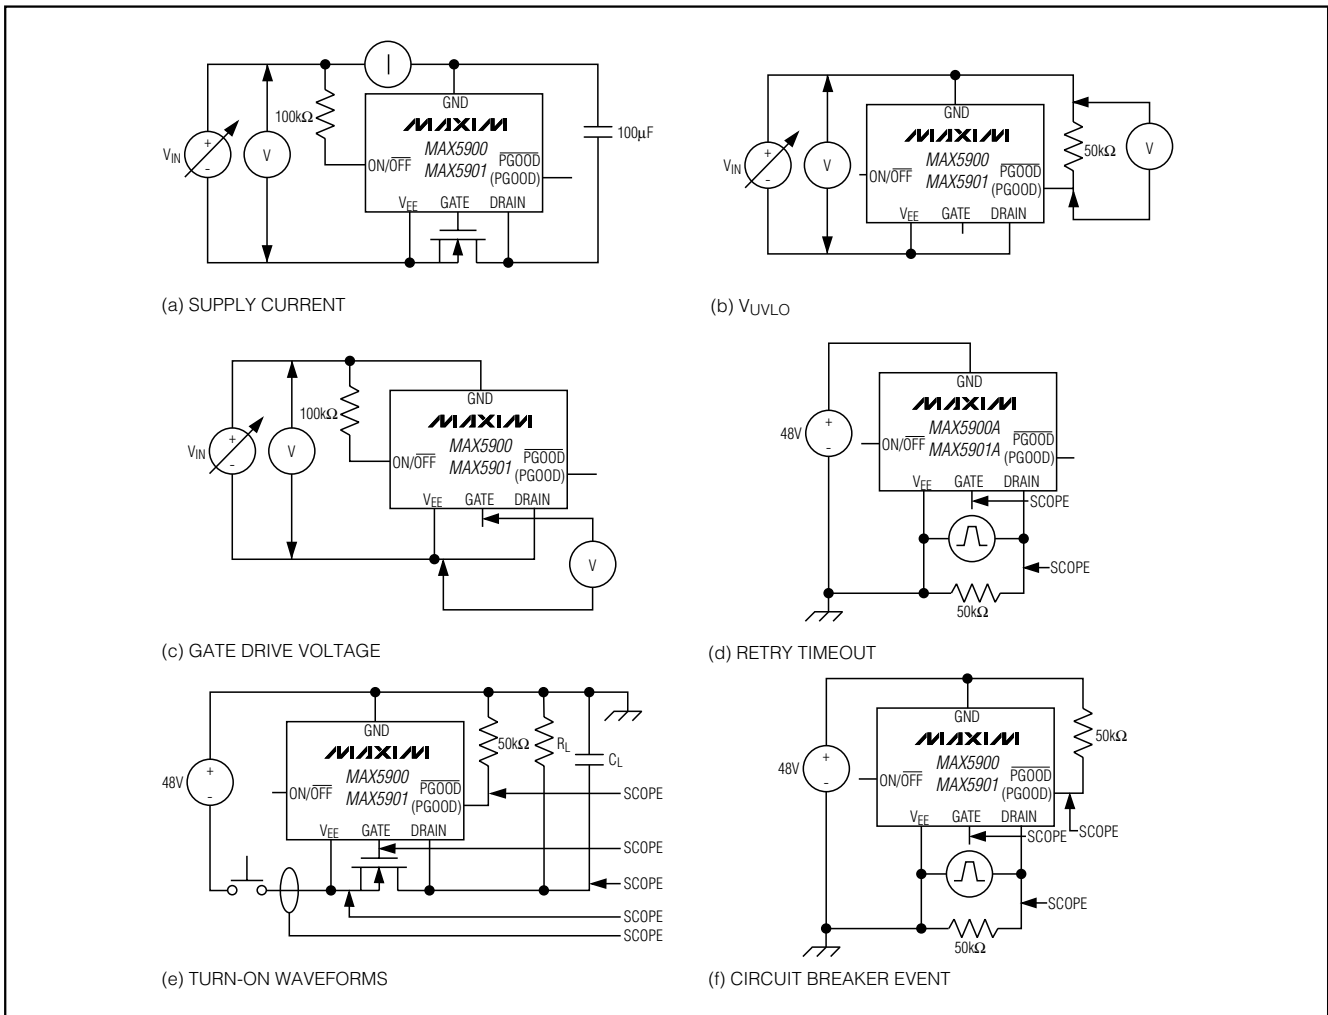 GND
MAXIM
MAX5900
MAX5901
ON/OFF
PGOOD
(PGOOD)
VEE GATE DRAIN
100kΩ
VIN
+
-
V
I
100µF
(a) SUPPLY CURRENT
GND
MAXIM
MAX5900
MAX5901
ON/OFF
PGOOD
(PGOOD)
VEE GATE DRAIN
VIN
+
-
V
50kΩ
V
(b) VUVLO
GND
MAXIM
MAX5900
MAX5901
ON/OFF
PGOOD
(PGOOD)
VEE GATE DRAIN
100kΩ
VIN
+
-
V
V
(c) GATE DRIVE VOLTAGE
GND
MAXIM
MAX5900A
MAX5901A
ON/OFF
PGOOD
(PGOOD)
VEE GATE DRAIN
48V
+
-
SCOPE
SCOPE
50kΩ
(d) RETRY TIMEOUT
GND
MAXIM
MAX5900
MAX5901
ON/OFF
PGOOD
(PGOOD)
VEE GATE DRAIN
48V
+
-
50kΩ
RL
CL
SCOPE
SCOPE
SCOPE
SCOPE
SCOPE
(e) TURN-ON WAVEFORMS
GND
MAXIM
MAX5900
MAX5901
ON/OFF
PGOOD
(PGOOD)
VEE GATE DRAIN
48V
+
-
50kΩ
SCOPE
SCOPE
SCOPE
50kΩ
(f) CIRCUIT BREAKER EVENT